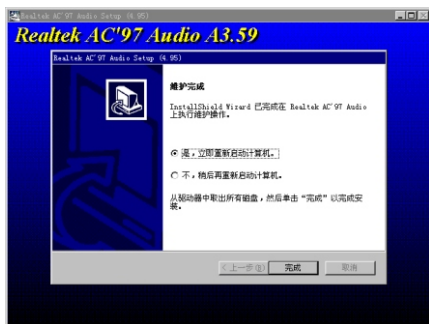 Realtek AC'97 Audio Setup (4.95)
Realtek AC'97 Audio A3.59
Realtek AC'97 Audio Setup (4.95)
维护完成
InstallShield Wizard 已完成在 Realtek AC'97 Audio
上执行维护操作。
是，立即重新启动计算机。
不，稍后再重新启动计算机。
从驱动器中取出所有磁盘，然后单击“完成”以完成安
装。
<上一步(B) 完成 取消